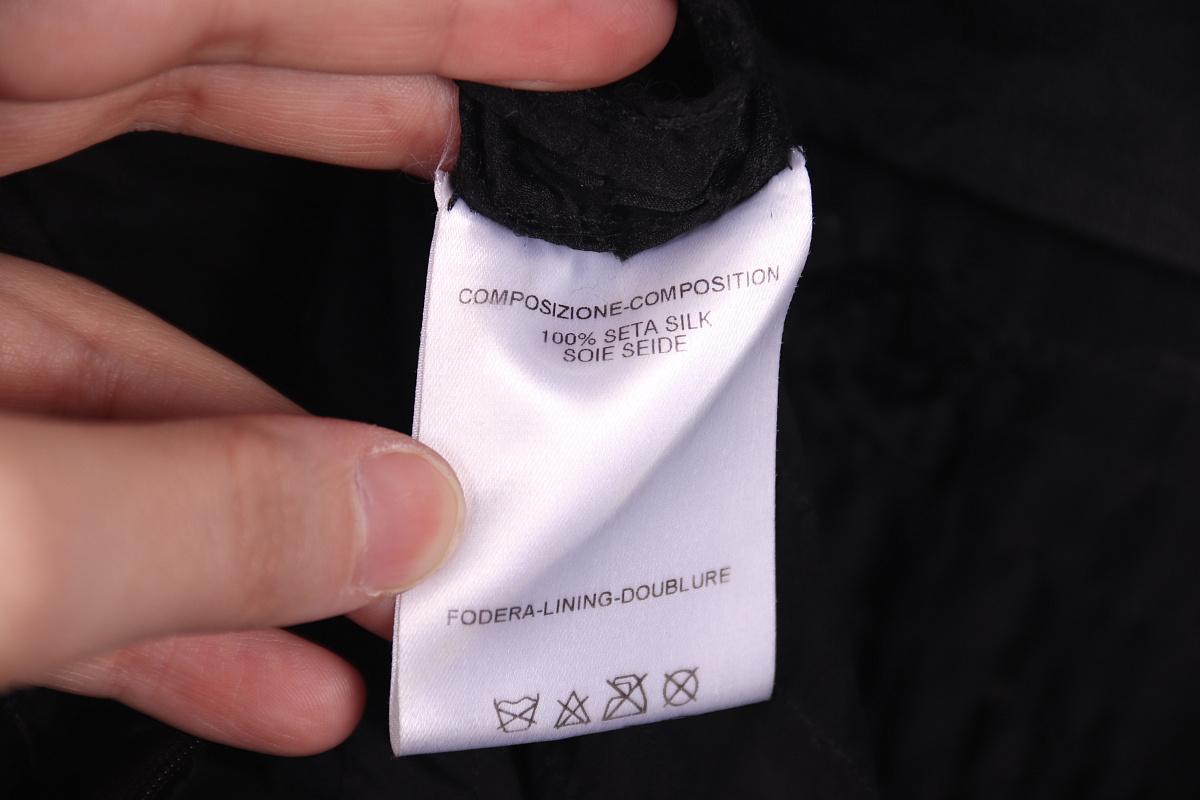 COMPOSIZIONE-COMPOSITION
100% SETA SILK
SOIE SEIDE
FODERA-LINING-DOUBLURE